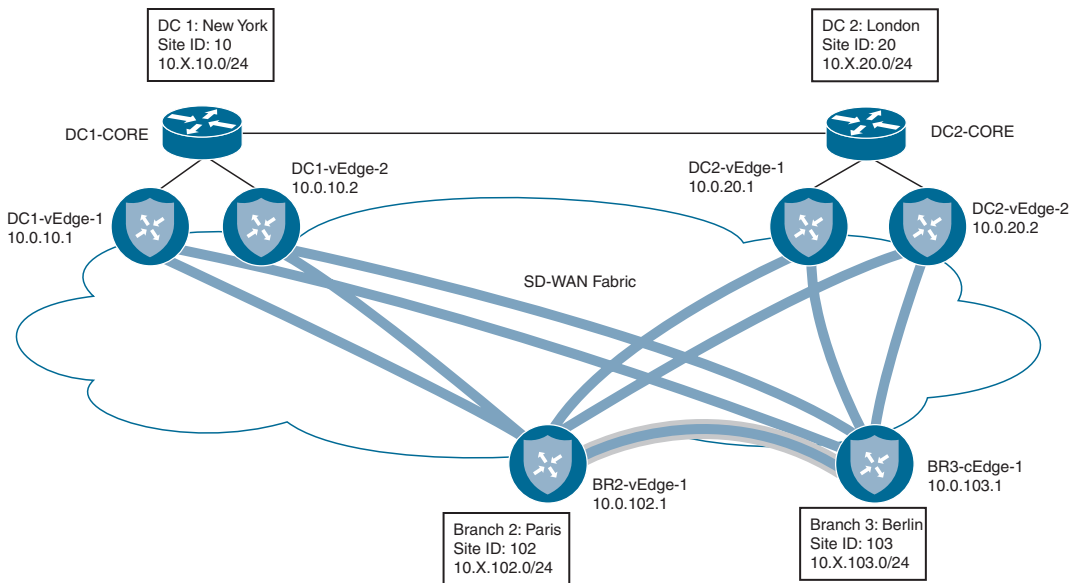 DC 1: New York
Site ID: 10
10.X.10.0/24
DC 2: London
Site ID: 20
10.X.20.0/24
DC1-CORE
DC2-CORE
DC1-vEdge-2
10.0.10.2
DC2-vEdge-1
10.0.20.1
DC1-vEdge-1
10.0.10.1
DC2-vEdge-2
10.0.20.2
SD-WAN Fabric
BR2-vEdge-1
10.0.102.1
BR3-cEdge-1
10.0.103.1
Branch 2: Paris
Site ID: 102
10.X.102.0/24
Branch 3: Berlin
Site ID: 103
10.X.103.0/24